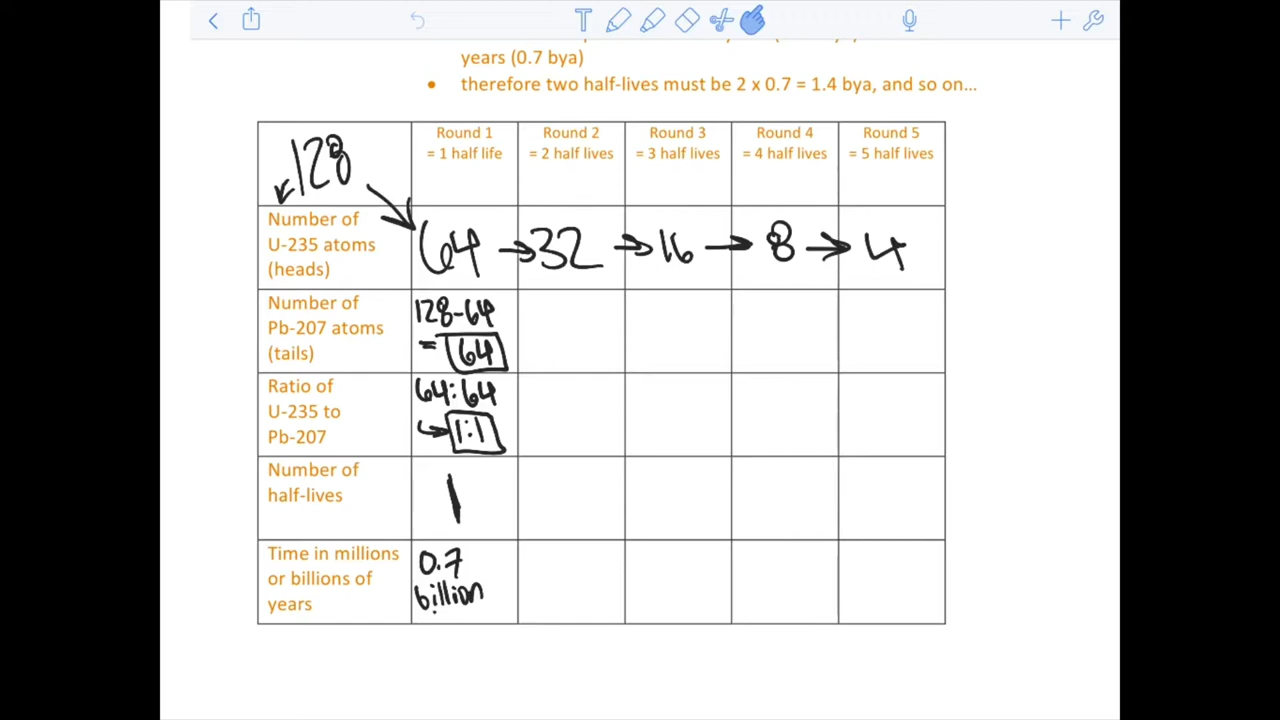 years (0.7 bya)
• therefore two half-lives must be 2 x 0.7 = 1.4 bya, and so on…
128
Round 1
= 1 half life
Round 2
= 2 half lives
Round 3
= 3 half lives
Round 4
= 4 half lives
Round 5
= 5 half lives
Number of
U-235 atoms
(heads)
64 → 32 → 16 → 8 → 4
Number of
Pb-207 atoms
(tails)
128-64
= 64
Ratio of
U-235 to
Pb-207
64:64
↳ 1:1
Number of
half-lives
1
Time in millions
or billions of
years
0.7
billion